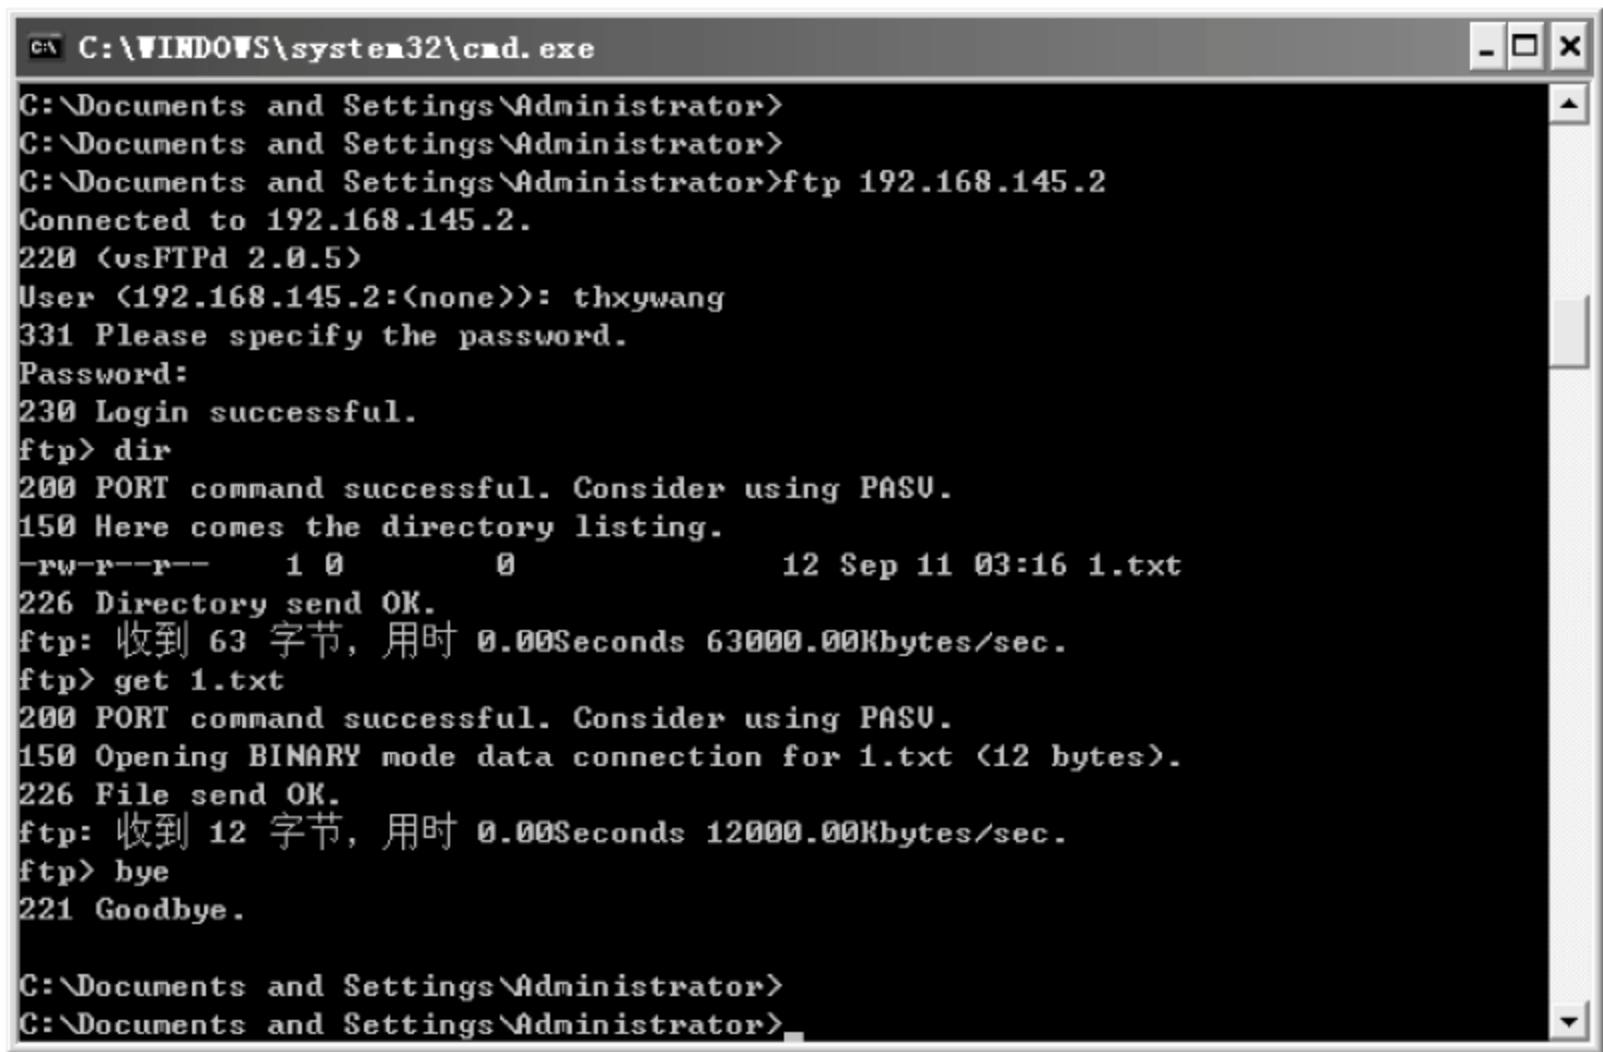 C:\WINDOWS\system32\cmd.exe
C:\Documents and Settings\Administrator>
C:\Documents and Settings\Administrator>
C:\Documents and Settings\Administrator>ftp 192.168.145.2
Connected to 192.168.145.2.
220 (vsFTPd 2.0.5)
User (192.168.145.2:(none)): thxywang
331 Please specify the password.
Password:
230 Login successful.
ftp> dir
200 PORT command successful. Consider using PASV.
150 Here comes the directory listing.
-rw-r--r--    1 0        0              12 Sep 11 03:16 1.txt
226 Directory send OK.
ftp: 收到 63 字节，用时 0.00Seconds 63000.00Kbytes/sec.
ftp> get 1.txt
200 PORT command successful. Consider using PASV.
150 Opening BINARY mode data connection for 1.txt (12 bytes).
226 File send OK.
ftp: 收到 12 字节，用时 0.00Seconds 12000.00Kbytes/sec.
ftp> bye
221 Goodbye.
C:\Documents and Settings\Administrator>
C:\Documents and Settings\Administrator>_